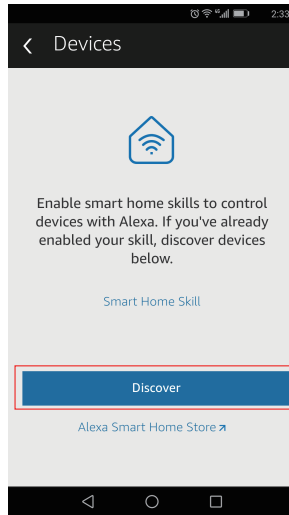 2:33
Devices
Enable smart home skills to control
devices with Alexa. If you've already
enabled your skill, discover devices
below.
Smart Home Skill
Discover
Alexa Smart Home Store